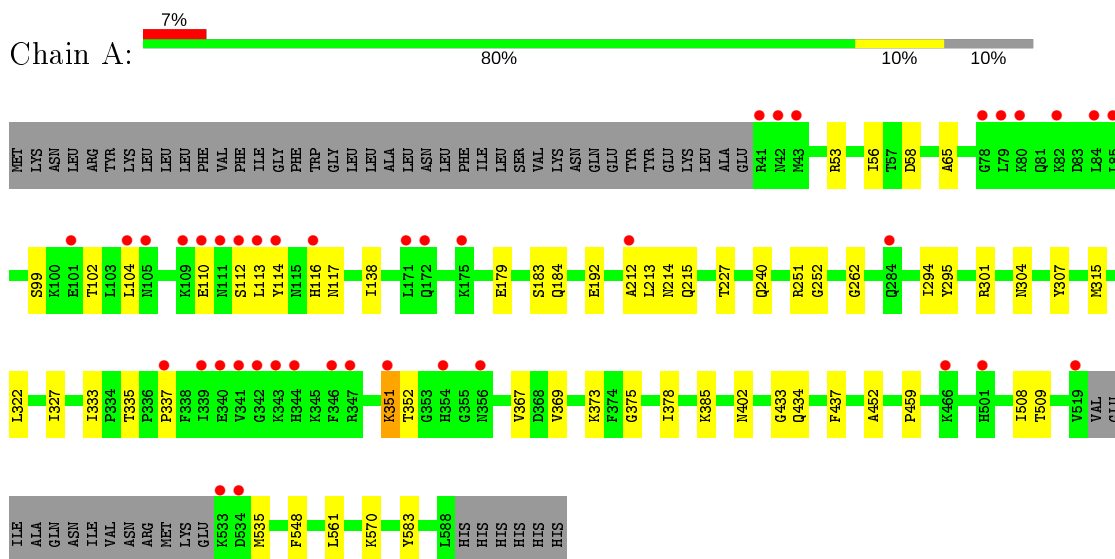 7%
Chain A:
80% 10% 10%
MET LYS ASN LEU ARG TYR LYS LEU LEU LEU PHE VAL PHE ILE GLY PHE TRP GLY LEU LEU ALA LEU ASN LEU PHE ILE LEU SER VAL LYS ASN GLN GLU TYR TYR GLU LYS LEU ALA GLU R41 N42 M43 R53 I56 T57 D58 A65 G78 L79 K80 Q81 K82 D83 L84 L85
S99 K100 E101 T102 L103 L104 N105 K109 E110 N111 S112 L113 Y114 N115 H116 N117 I138 L171 Q172 K175 E179 S183 Q184 E192 A212 L213 N214 Q215 T227 Q240 R251 G252 G262 Q284 I294 Y295 R301 N304 Y307 M315
L322 I327 I333 P334 T335 P336 P337 F338 I339 E340 V341 G342 K343 H344 K345 F346 R347 K351 T352 G353 H354 G355 N356 V367 D368 V369 K373 F374 G375 I378 K385 N402 G433 Q434 F437 A452 P459 K466 H501 I508 T509 V519 VAL GLU
ILE ALA GLN ASN ILE VAL ASN ARG MET LYS GLU K533 D534 M535 F548 L561 K570 Y583 L588 HIS HIS HIS HIS HIS HIS